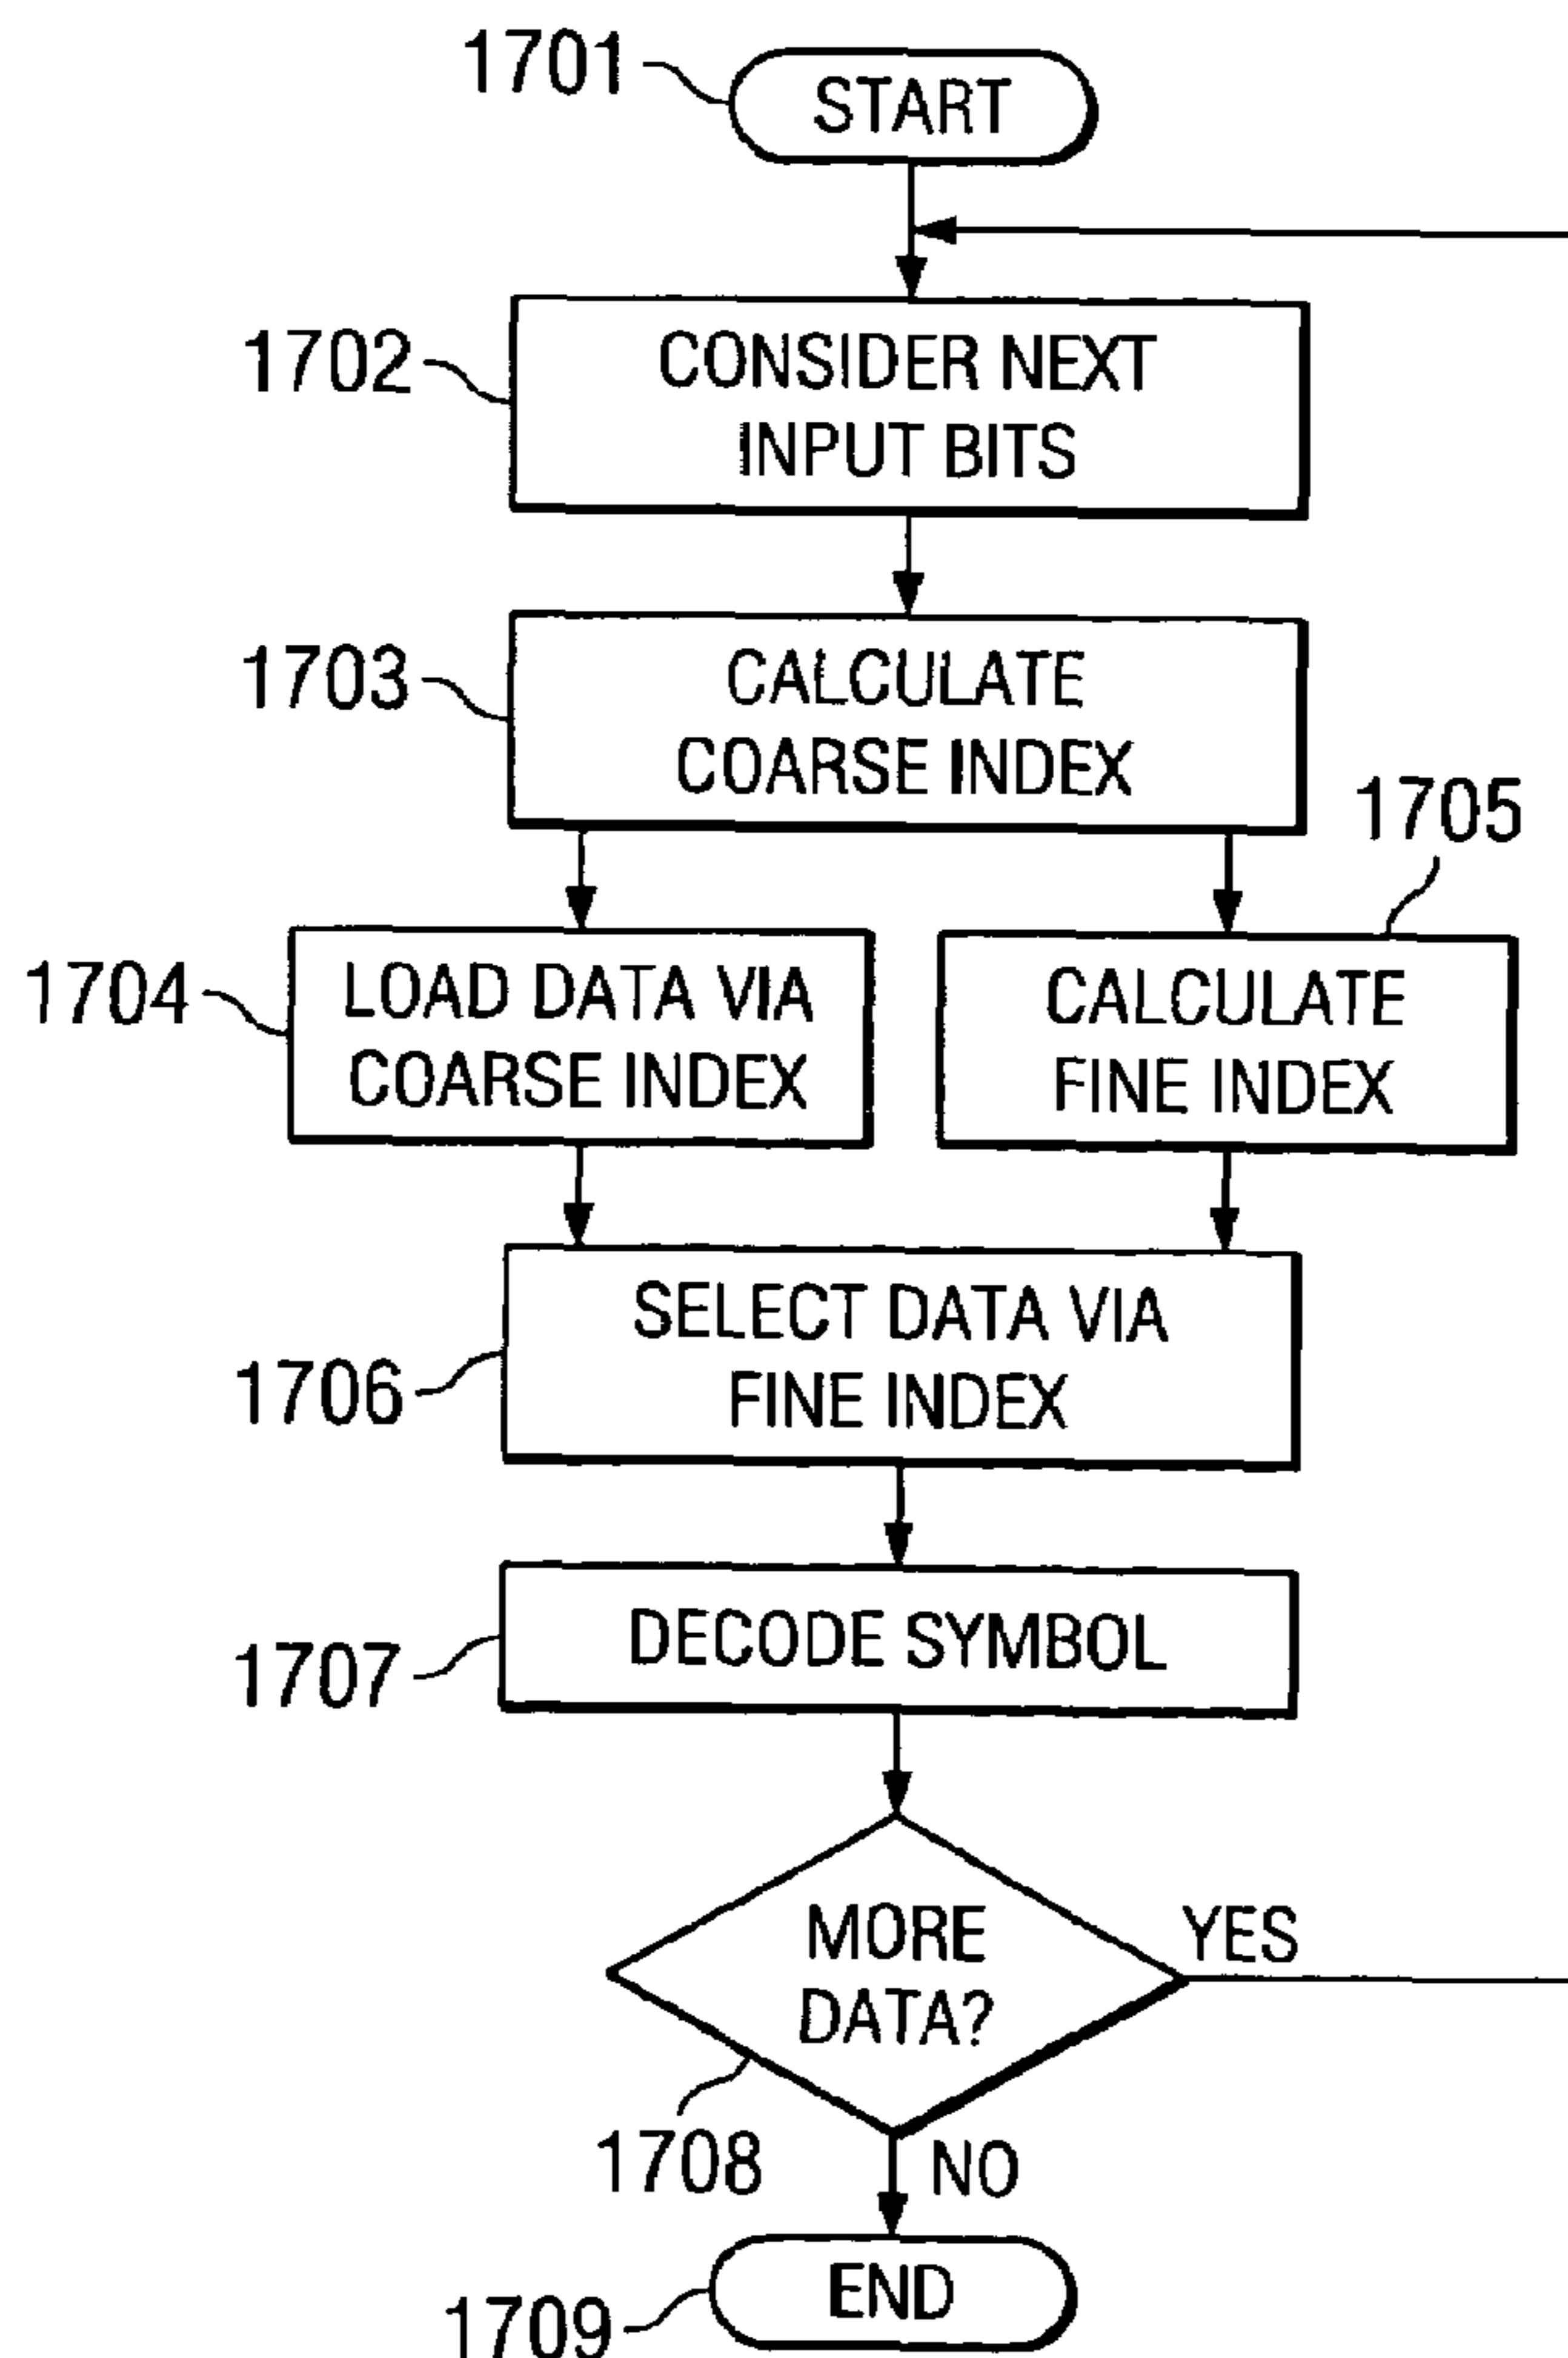 1701
START
1702
CONSIDER NEXT
INPUT BITS
1703
CALCULATE
COARSE INDEX
1704
LOAD DATA VIA
COARSE INDEX
1705
CALCULATE
FINE INDEX
1706
SELECT DATA VIA
FINE INDEX
1707
DECODE SYMBOL
1708
MORE
DATA?
YES
NO
1709
END